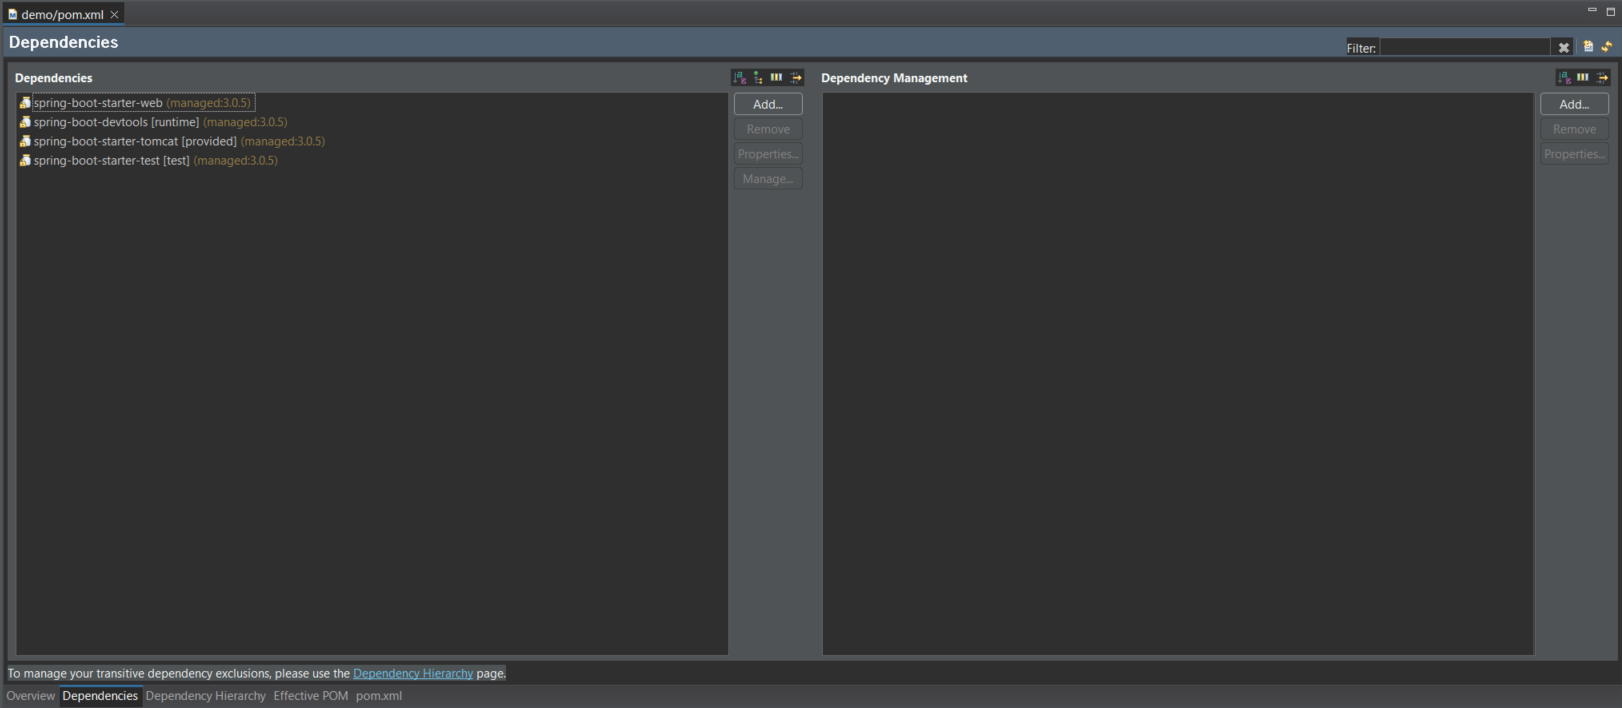 demo/pom.xml
Dependencies
Filter:
Dependencies
spring-boot-starter-web (managed:3.0.5)
spring-boot-devtools [runtime] (managed:3.0.5)
spring-boot-starter-tomcat [provided] (managed:3.0.5)
spring-boot-starter-test [test] (managed:3.0.5)
Add...
Remove
Properties...
Manage...
Dependency Management
Add...
Remove
Properties...
To manage your transitive dependency exclusions, please use the Dependency Hierarchy page.
Overview Dependencies Dependency Hierarchy Effective POM pom.xml